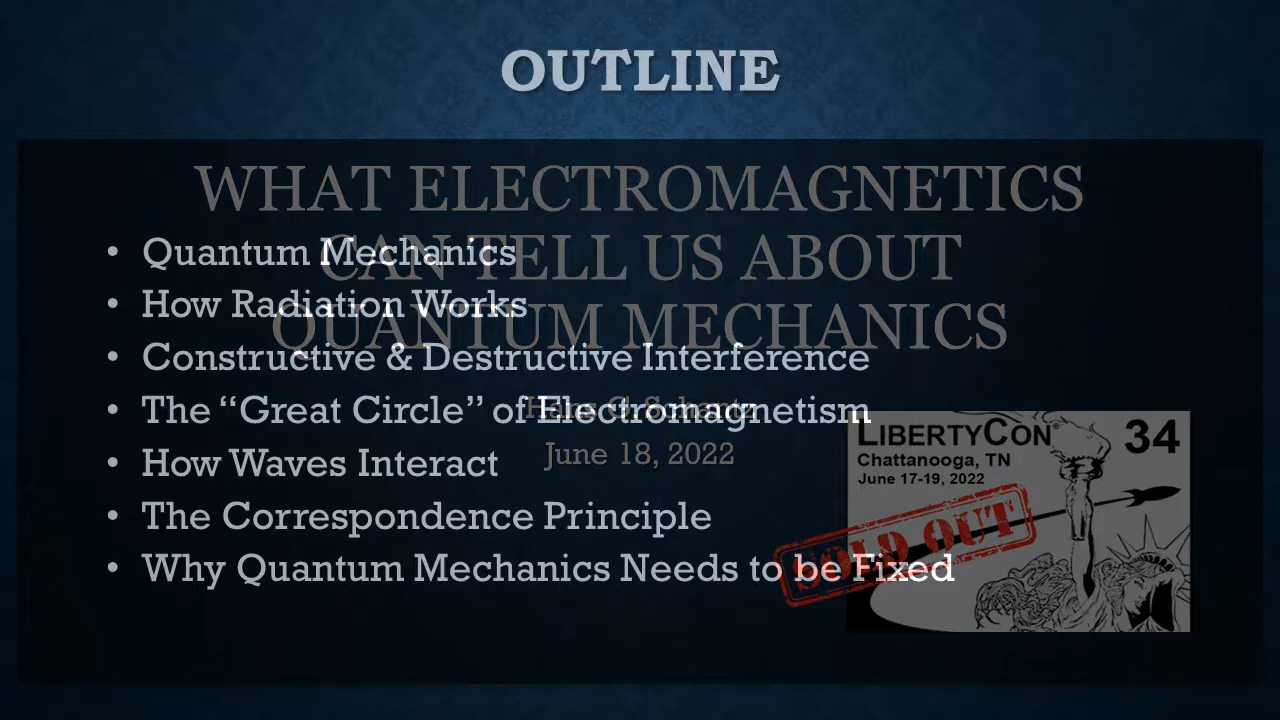 OUTLINE
WHAT ELECTROMAGNETICS
CAN TELL US ABOUT
QUANTUM MECHANICS
• Quantum Mechanics
• How Radiation Works
• Constructive & Destructive Interference
• The “Great Circle” of Electromagnetism
• How Waves Interact
• The Correspondence Principle
• Why Quantum Mechanics Needs to be Fixed
Hans G. Schantz
June 18, 2022
LIBERTYCON 34
Chattanooga, TN
June 17-19, 2022
SOLD OUT